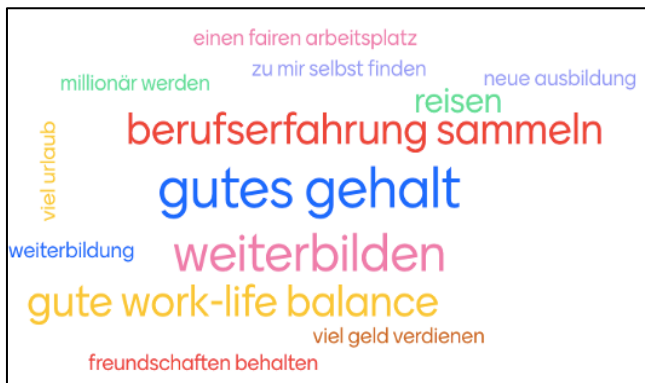 einen fairen arbeitsplatz
zu mir selbst finden
millionär werden
neue ausbildung
reisen
berufserfahrung sammeln
viel urlaub
gutes gehalt
weiterbildung
weiterbilden
gute work-life balance
viel geld verdienen
freundschaften behalten